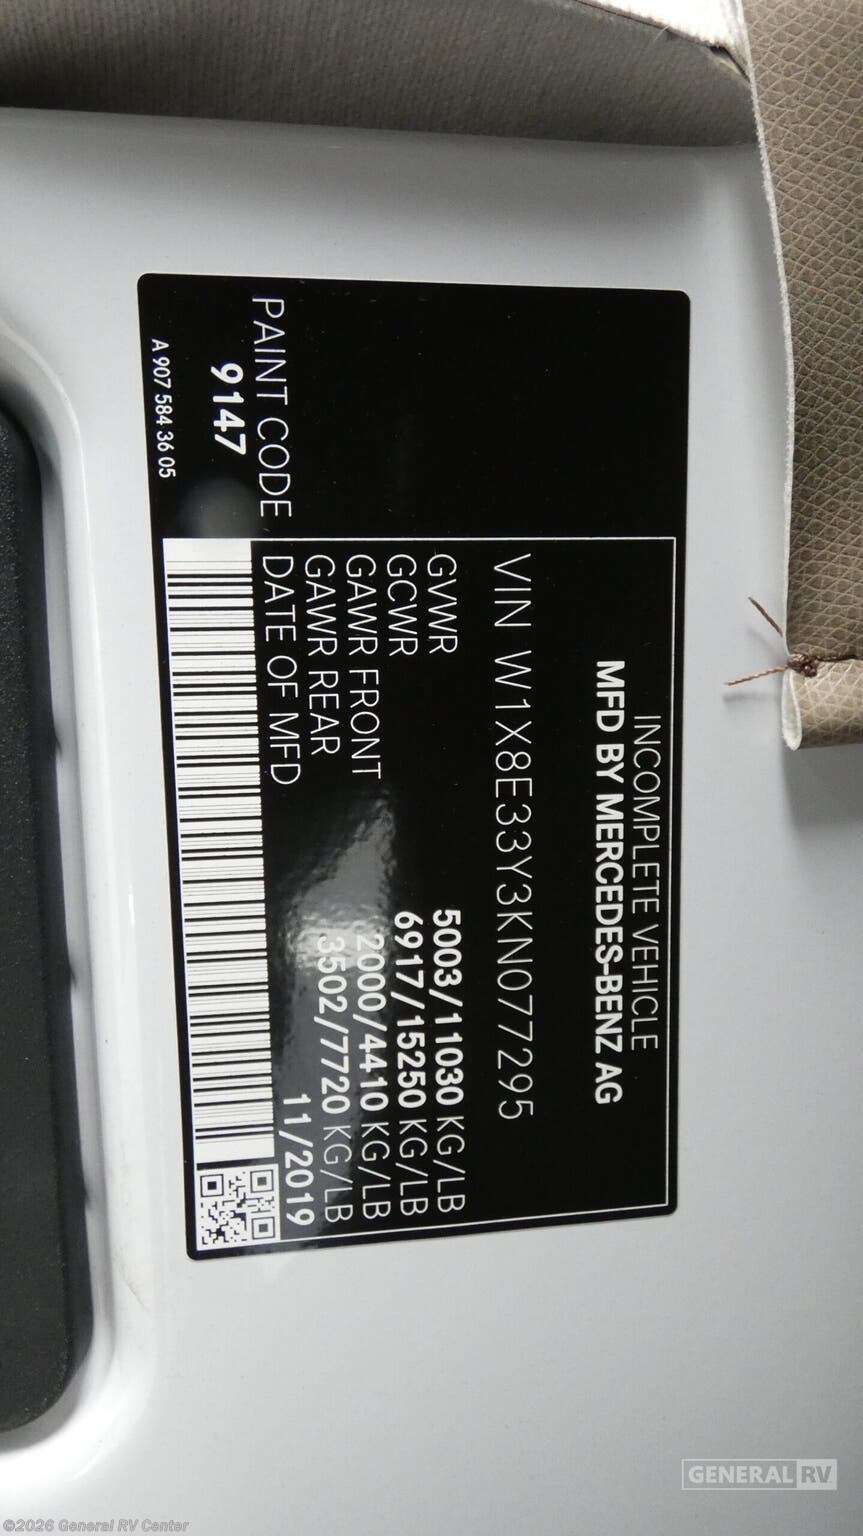 INCOMPLETE VEHICLE
MFD BY MERCEDES-BENZ AG
VIN W1X8E33Y3KN077295
GVWR 5003/11030 KG/LB
GCWR 6917/15250 KG/LB
GAWR FRONT 2000/4410 KG/LB
GAWR REAR 3502/7720 KG/LB
DATE OF MFD 11/2019
PAINT CODE
9147
A 907 584 36 05
GENERAL RV
©2026 General RV Center